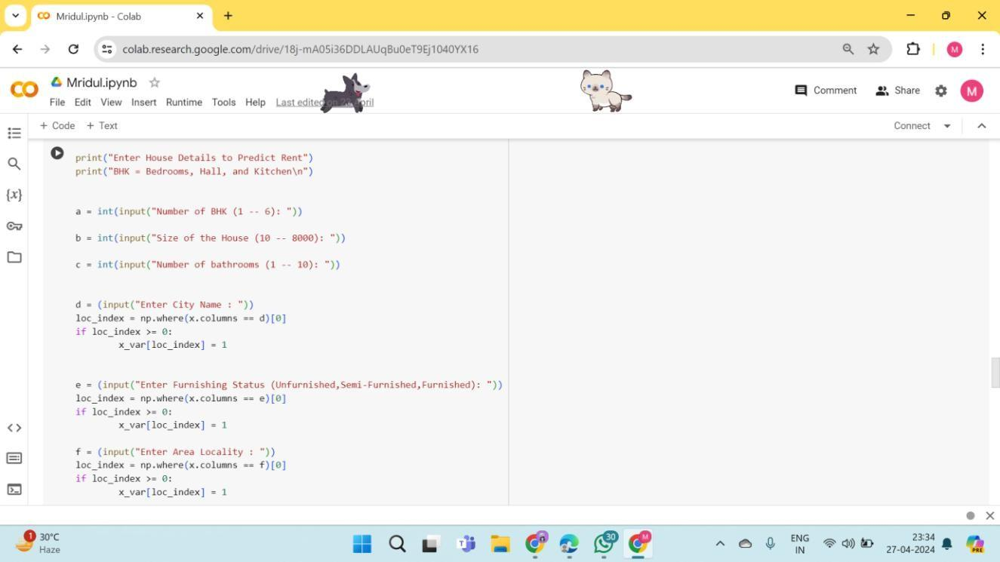 Mridul.ipynb - Colab
colab.research.google.com/drive/18j-mA05i36DDLAUqBu0eT9Ej1040YX16
M
Mridul.ipynb
Comment
Share
M
File Edit View Insert Runtime Tools Help Last edited on April
+ Code + Text
Connect
print("Enter House Details to Predict Rent")
print("BHK = Bedrooms, Hall, and Kitchen\n")
a = int(input("Number of BHK (1 -- 6): "))
b = int(input("Size of the House (10 -- 8000): "))
c = int(input("Number of bathrooms (1 -- 10): "))
d = (input("Enter City Name : "))
loc_index = np.where(x.columns == d)[0]
if loc_index >= 0:
x_var[loc_index] = 1
e = (input("Enter Furnishing Status (Unfurnished,Semi-Furnished,Furnished): "))
loc_index = np.where(x.columns == e)[0]
if loc_index >= 0:
x_var[loc_index] = 1
f = (input("Enter Area Locality : "))
loc_index = np.where(x.columns == f)[0]
if loc_index >= 0:
x_var[loc_index] = 1
{x}
1
30°C
Haze
30
M
ENG
IN
23:34
27-04-2024
PRE